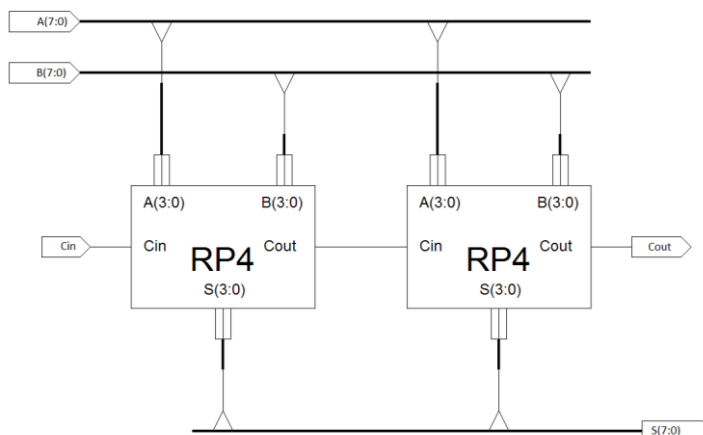 A(7:0)
B(7:0)
A(3:0) B(3:0) A(3:0) B(3:0)
Cin Cin Cout Cin Cout Cout
RP4 RP4
S(3:0) S(3:0)
S(7:0)